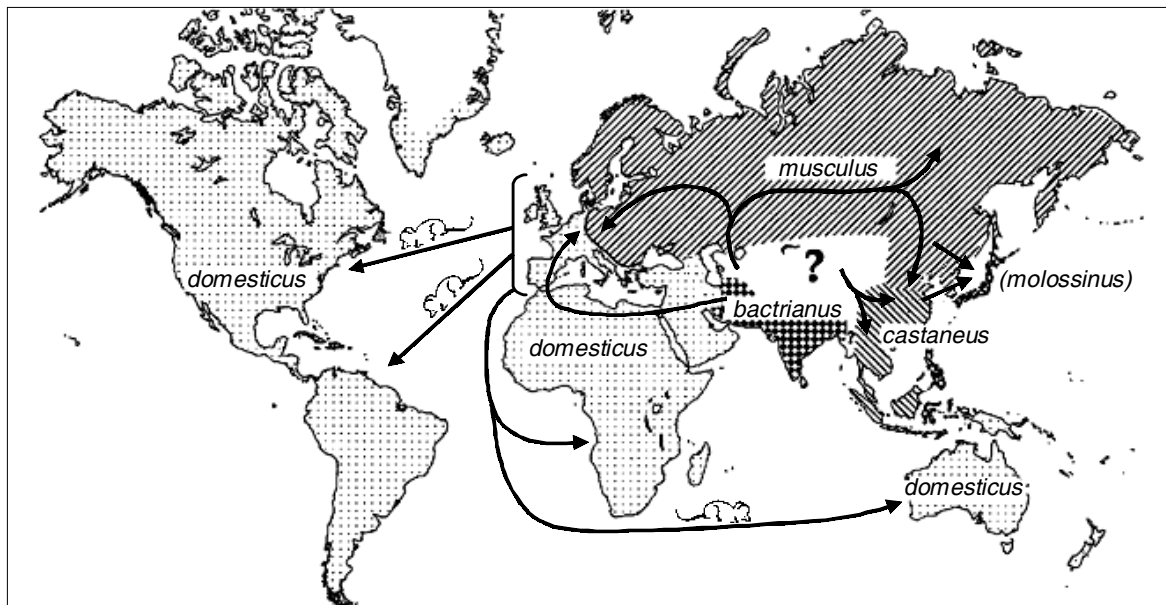 musculus
?
domesticus
(molossinus)
bactrianus
castaneus
domesticus
domesticus